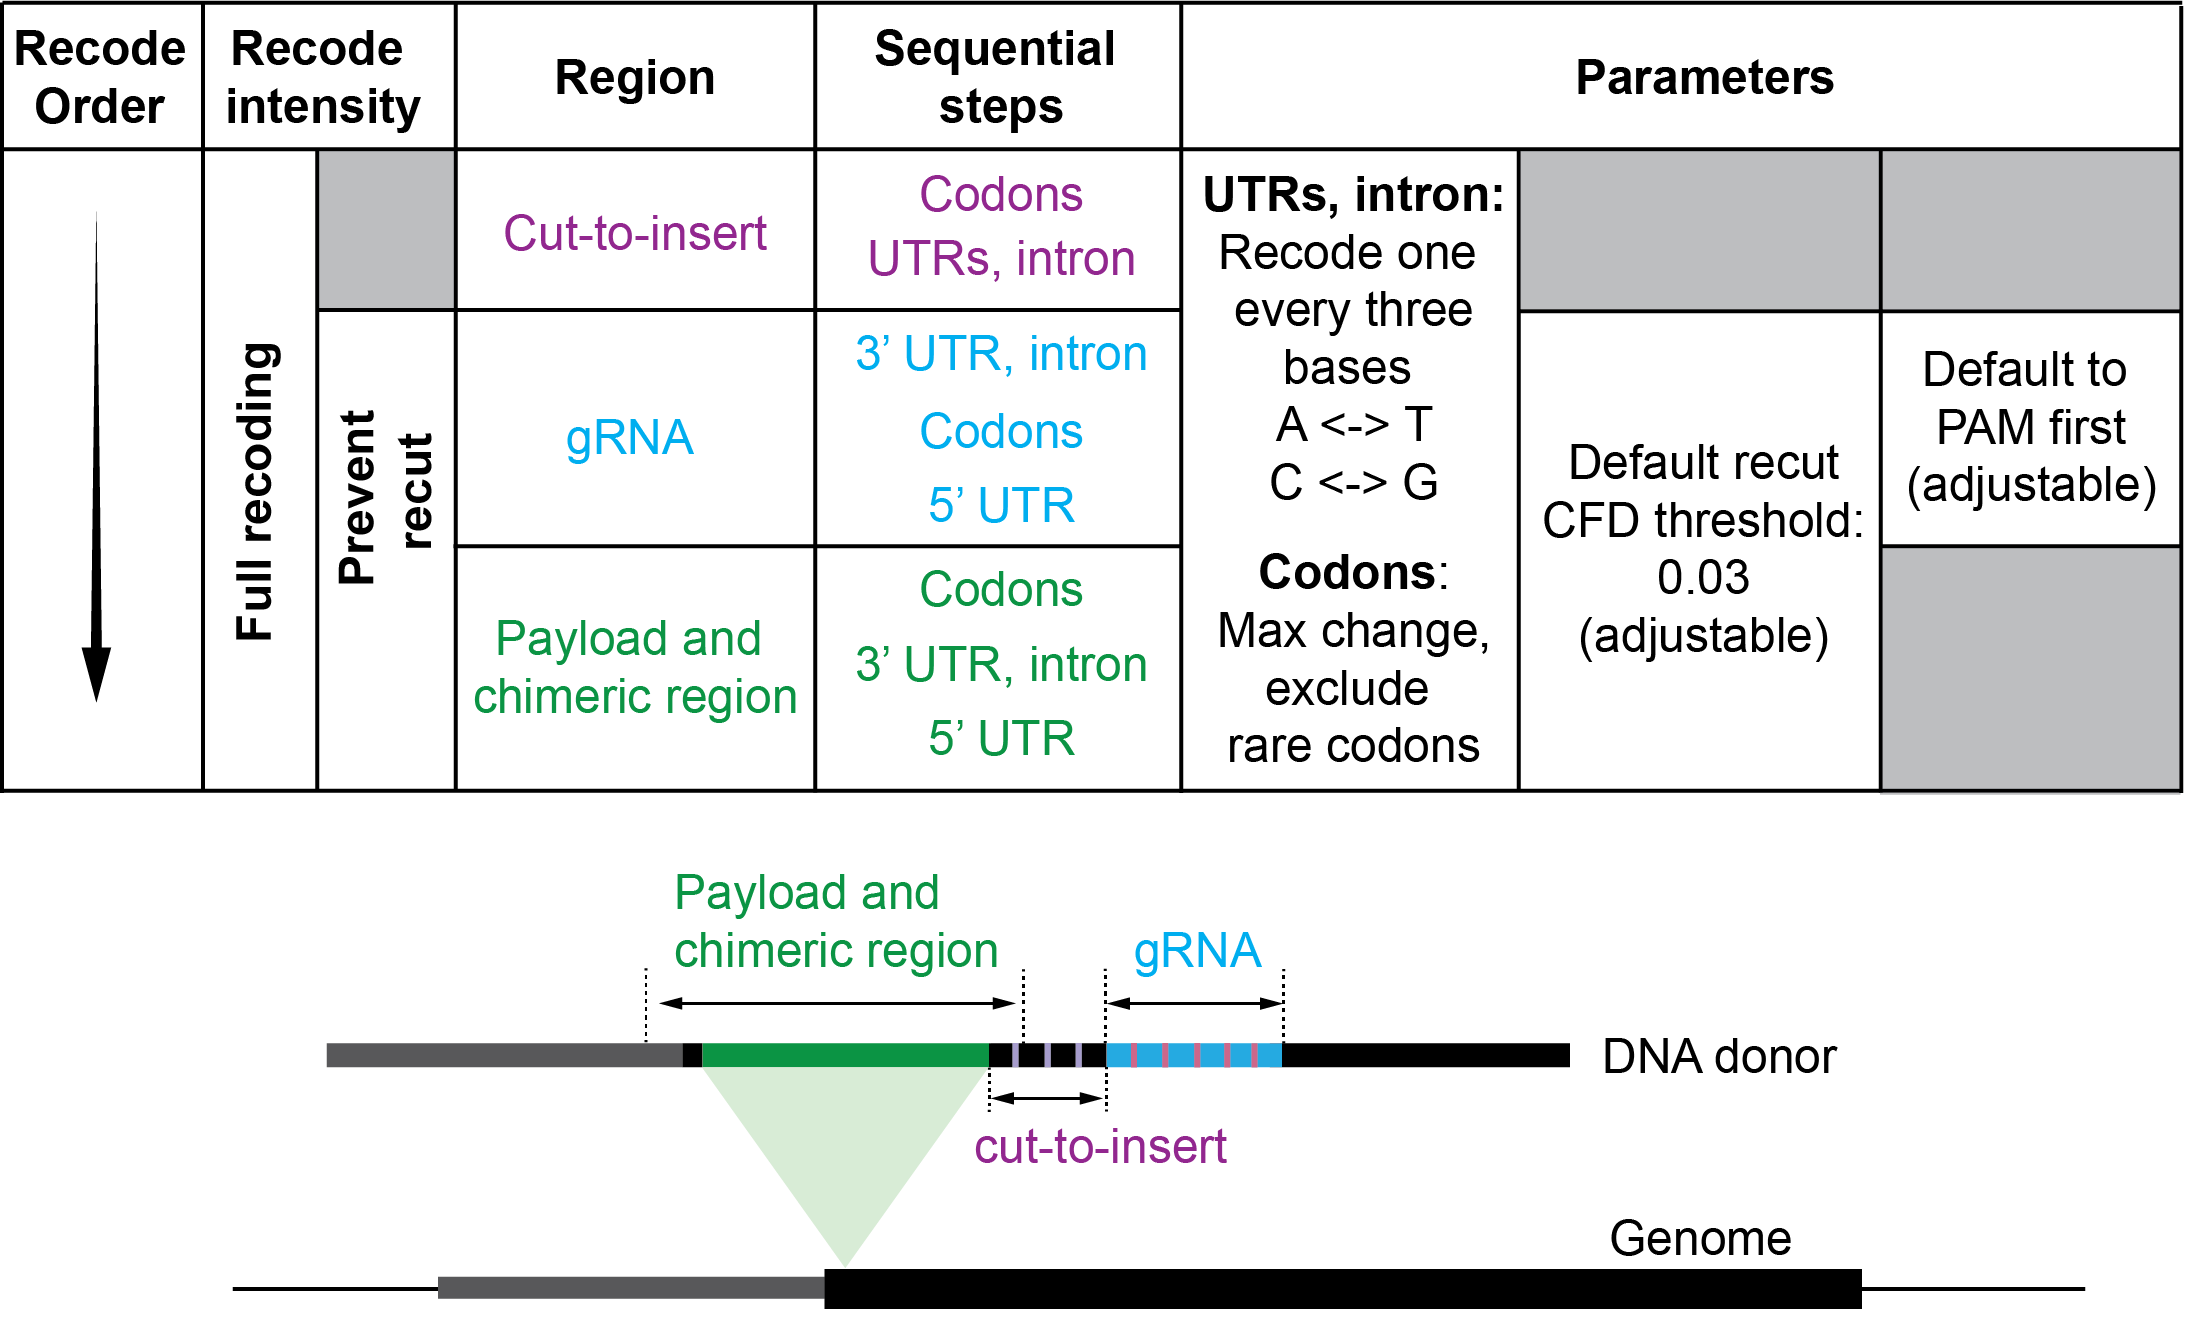 Recode
Order
Recode
intensity
Region
Sequential
steps
Parameters
Full recoding
Prevent
recut
Cut-to-insert
Codons
UTRs, intron
gRNA
3’ UTR, intron
Codons
5’ UTR
Payload and
chimeric region
Codons
3’ UTR, intron
5’ UTR
UTRs, intron:
Recode one
every three
bases
A <-> T
C <-> G
Codons:
Max change,
exclude
rare codons
Default recut
CFD threshold:
0.03
(adjustable)
Default to
PAM first
(adjustable)
Payload and
chimeric region
gRNA
DNA donor
cut-to-insert
Genome